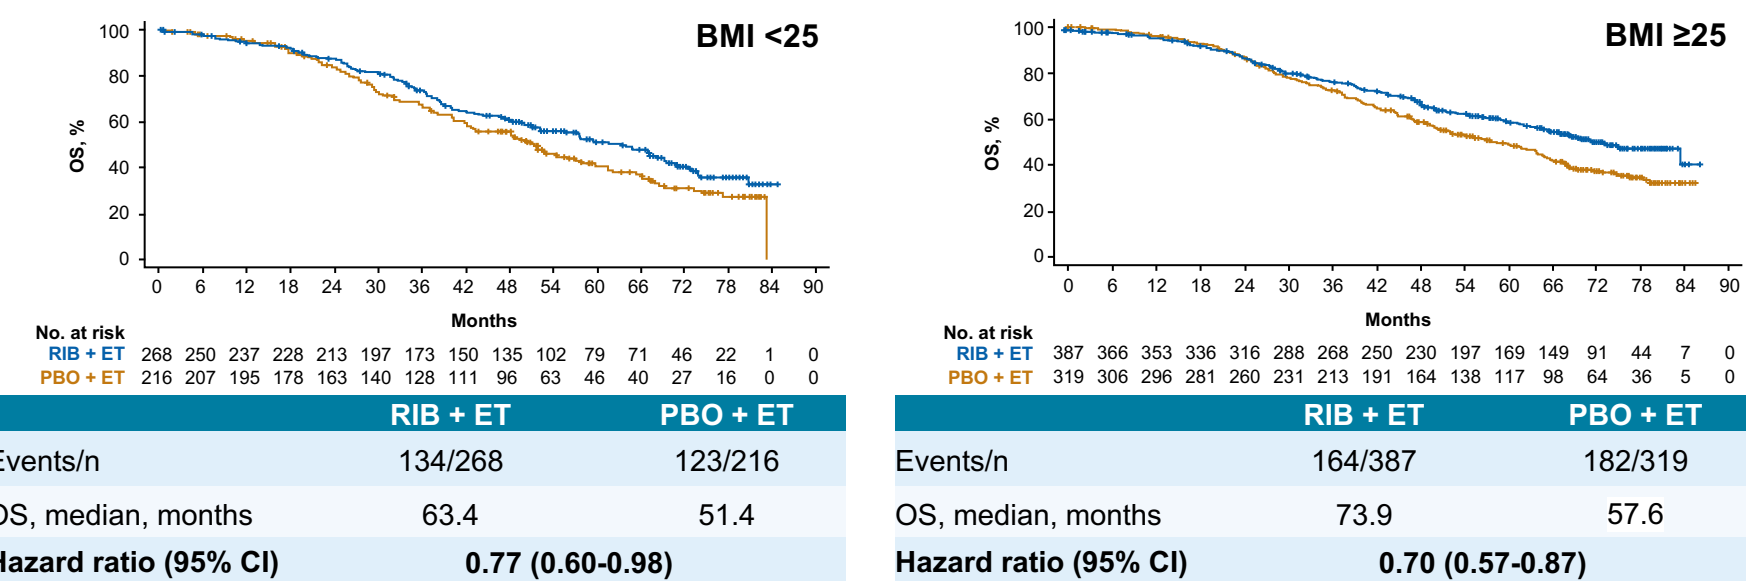 BMI <25
100
80
60
40
20
0
OS, %
0 6 12 18 24 30 36 42 48 54 60 66 72 78 84 90
Months
No. at risk
RIB + ET 268 250 237 228 213 197 173 150 135 102 79 71 46 22 1 0
PBO + ET 216 207 195 178 163 140 128 111 96 63 46 40 27 16 0 0
RIB + ET PBO + ET
Events/n 134/268 123/216
OS, median, months 63.4 51.4
Hazard ratio (95% CI) 0.77 (0.60-0.98)
BMI ≥25
100
80
60
40
20
0
OS, %
0 6 12 18 24 30 36 42 48 54 60 66 72 78 84 90
Months
No. at risk
RIB + ET 387 366 353 336 316 288 268 250 230 197 169 149 91 44 7 0
PBO + ET 319 306 296 281 260 231 213 191 164 138 117 98 64 36 5 0
RIB + ET PBO + ET
Events/n 164/387 182/319
OS, median, months 73.9 57.6
Hazard ratio (95% CI) 0.70 (0.57-0.87)